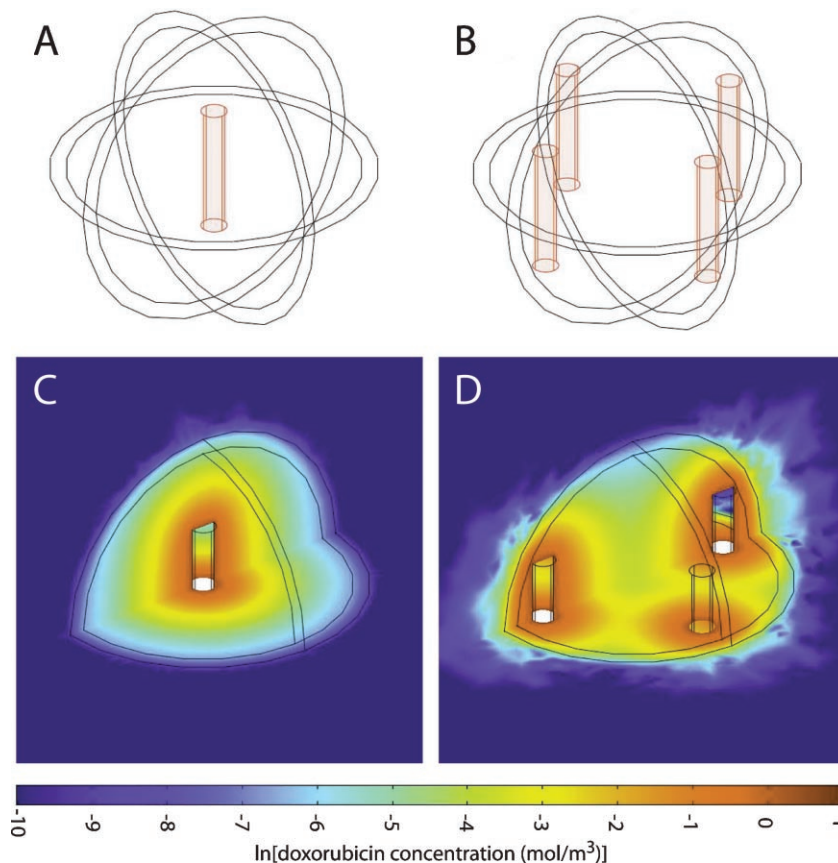 A
B
C
D
-10 -9 -8 -7 -6 -5 -4 -3 -2 -1 0 1
ln[doxorubicin concentration (mol/m³)]